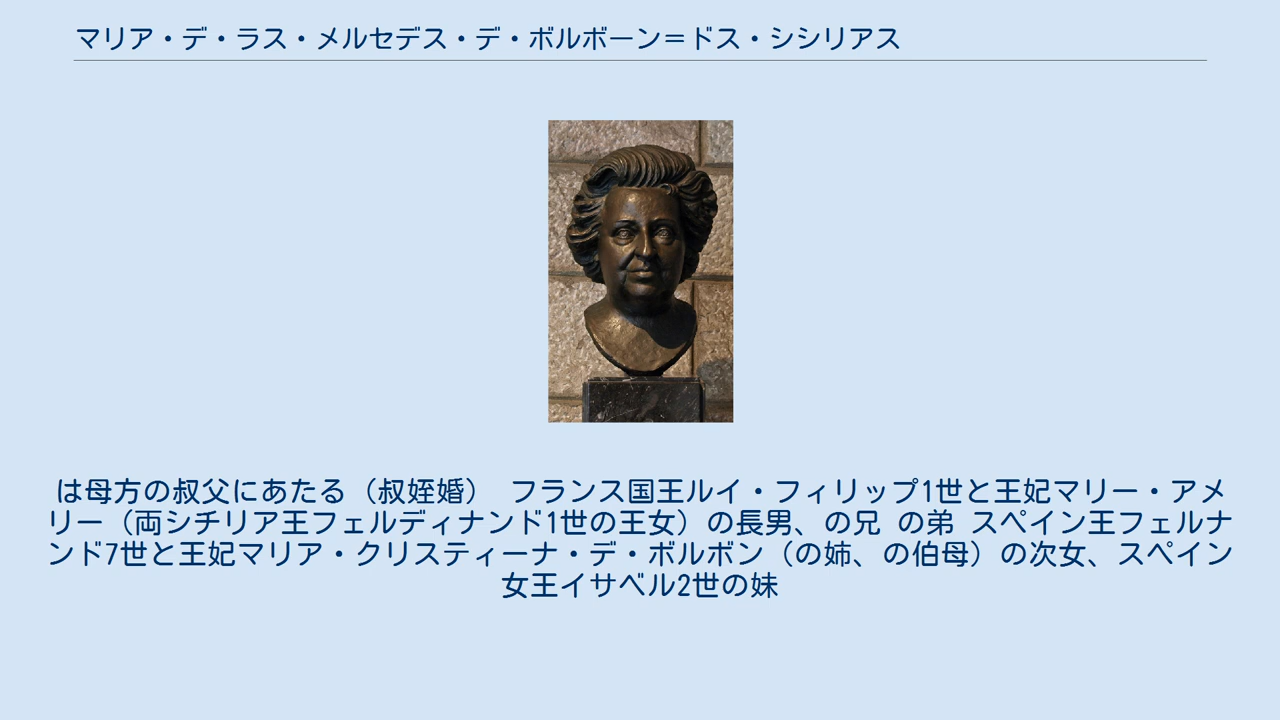 マリア・デ・ラス・メルセデス・デ・ボルボーン＝ドス・シシリアス
は母方の叔父にあたる（叔姪婚） フランス国王ルイ・フィリップ1世と王妃マリー・アメ
リー（両シチリア王フェルディナンド1世の王女）の長男、の兄 の弟 スペイン王フェルナ
ンド7世と王妃マリア・クリスティーナ・デ・ボルボン（の姉、の伯母）の次女、スペイン
女王イサベル2世の妹